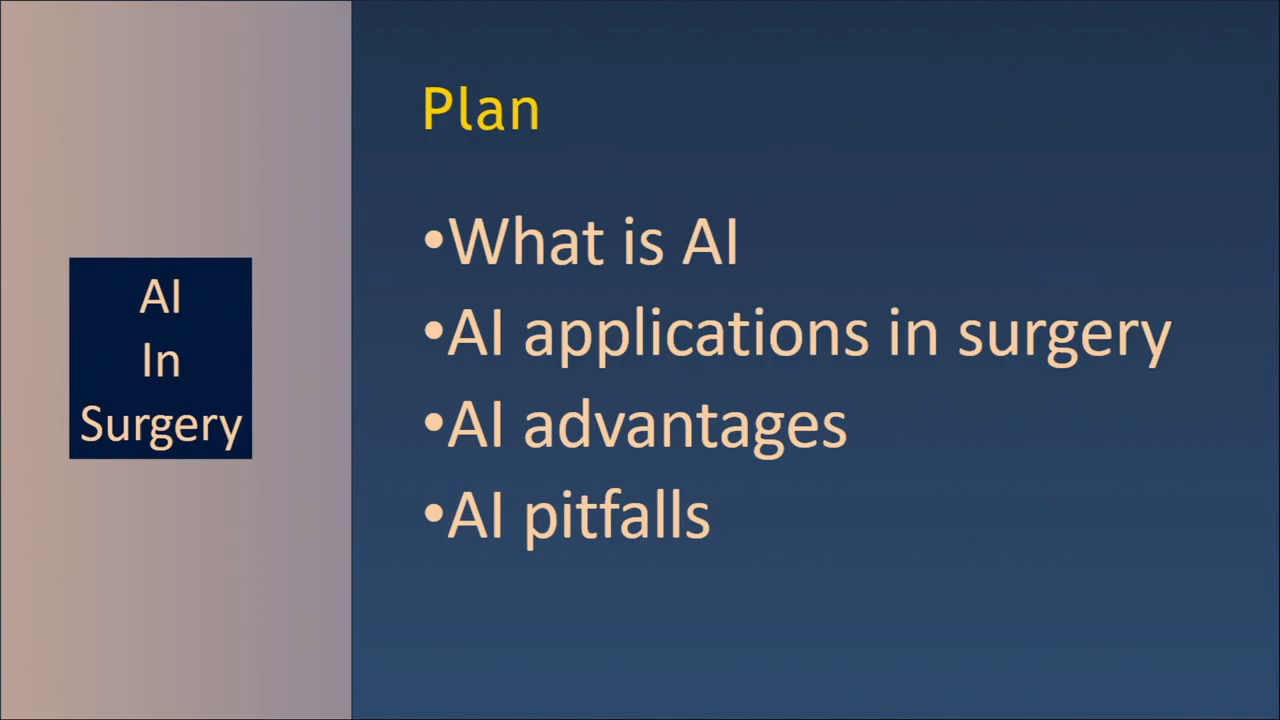 AI
In
Surgery
Plan
•What is AI
•AI applications in surgery
•AI advantages
•AI pitfalls